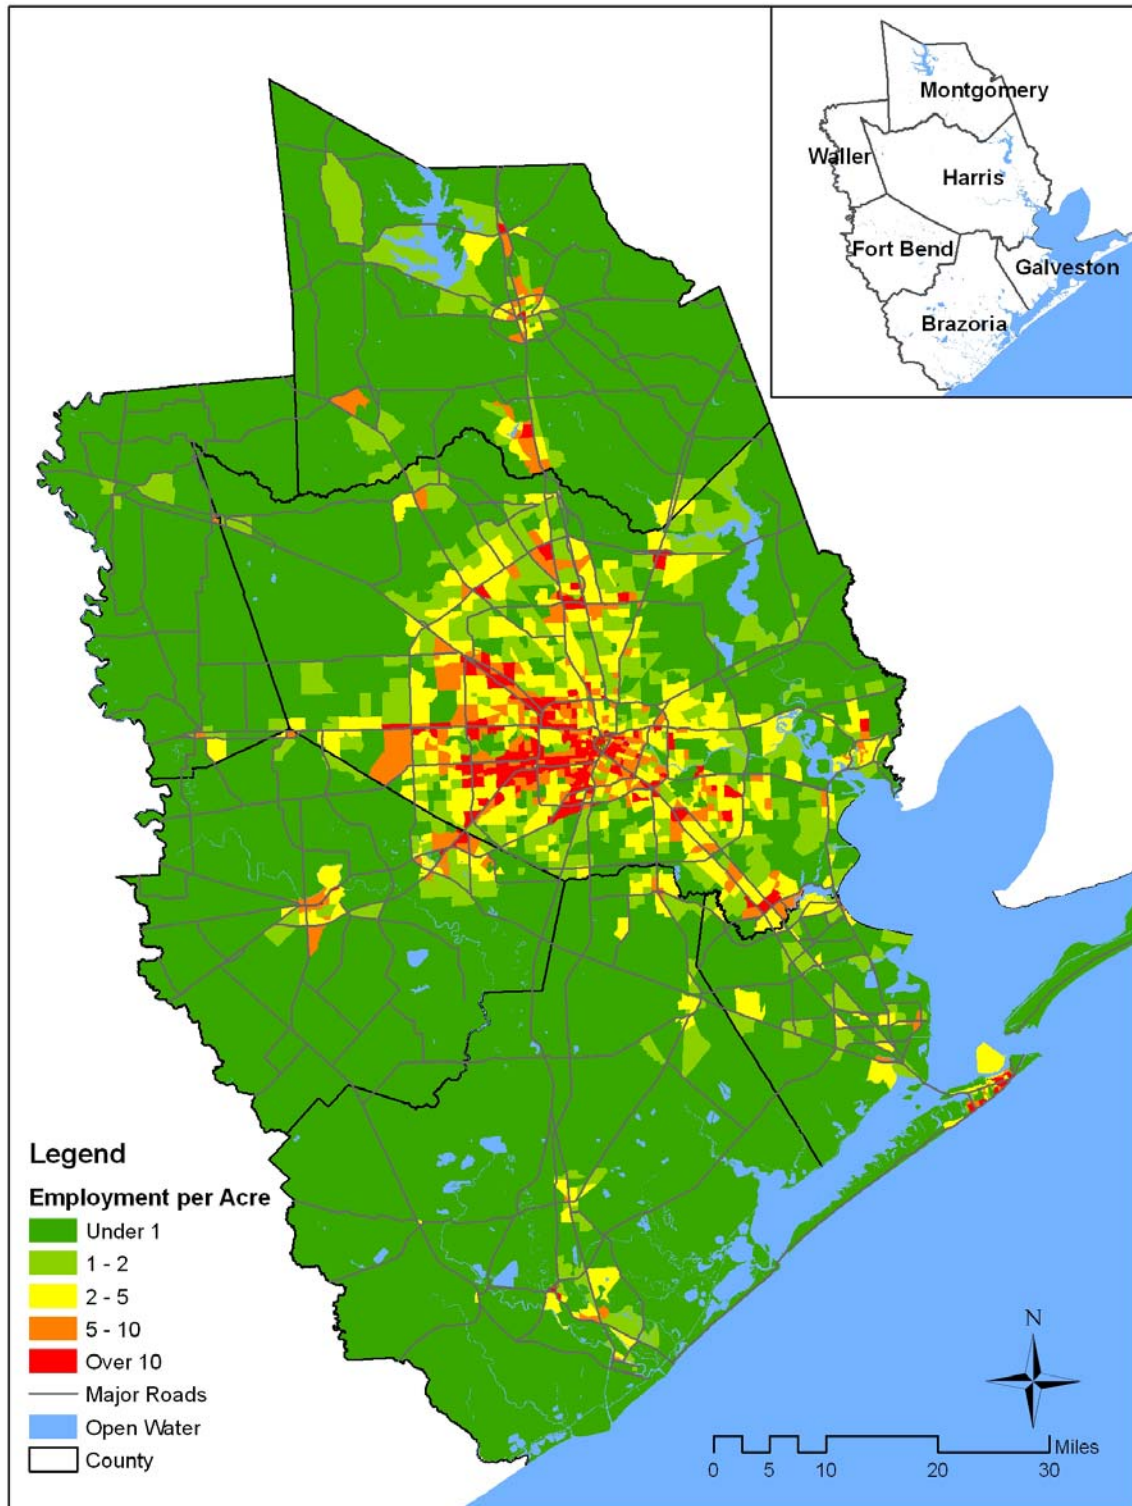 Montgomery
Waller
Harris
Fort Bend
Galveston
Brazoria
Legend
Employment per Acre
Under 1
1 - 2
2 - 5
5 - 10
Over 10
Major Roads
Open Water
County
N
Miles
0 5 10 20 30